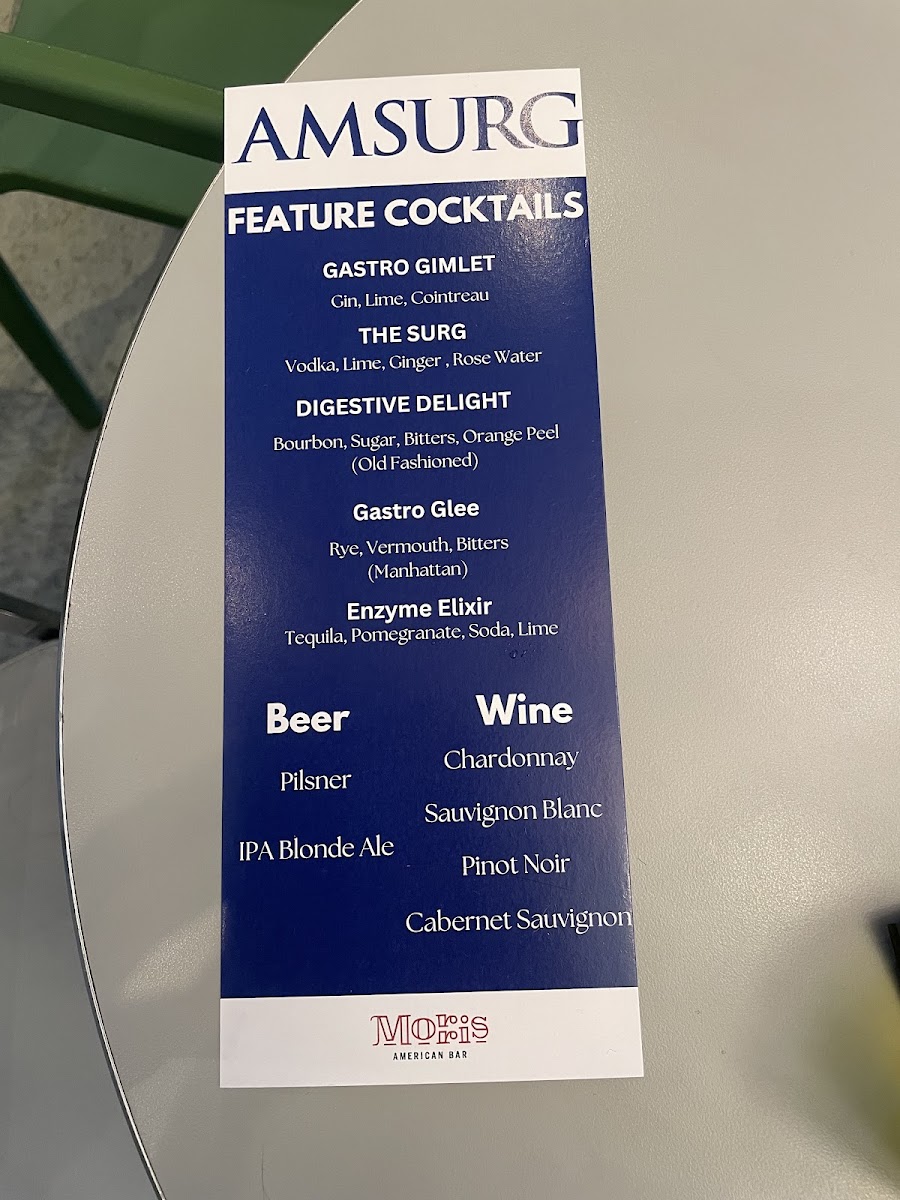 AMSURG
FEATURE COCKTAILS
GASTRO GIMLET
Gin, Lime, Cointreau
THE SURG
Vodka, Lime, Ginger , Rose Water
DIGESTIVE DELIGHT
Bourbon, Sugar, Bitters, Orange Peel
(Old Fashioned)
Gastro Glee
Rye, Vermouth, Bitters
(Manhattan)
Enzyme Elixir
Tequila, Pomegranate, Soda, Lime
Beer
Pilsner
IPA Blonde Ale
Wine
Chardonnay
Sauvignon Blanc
Pinot Noir
Cabernet Sauvignon
Morris
AMERICAN BAR